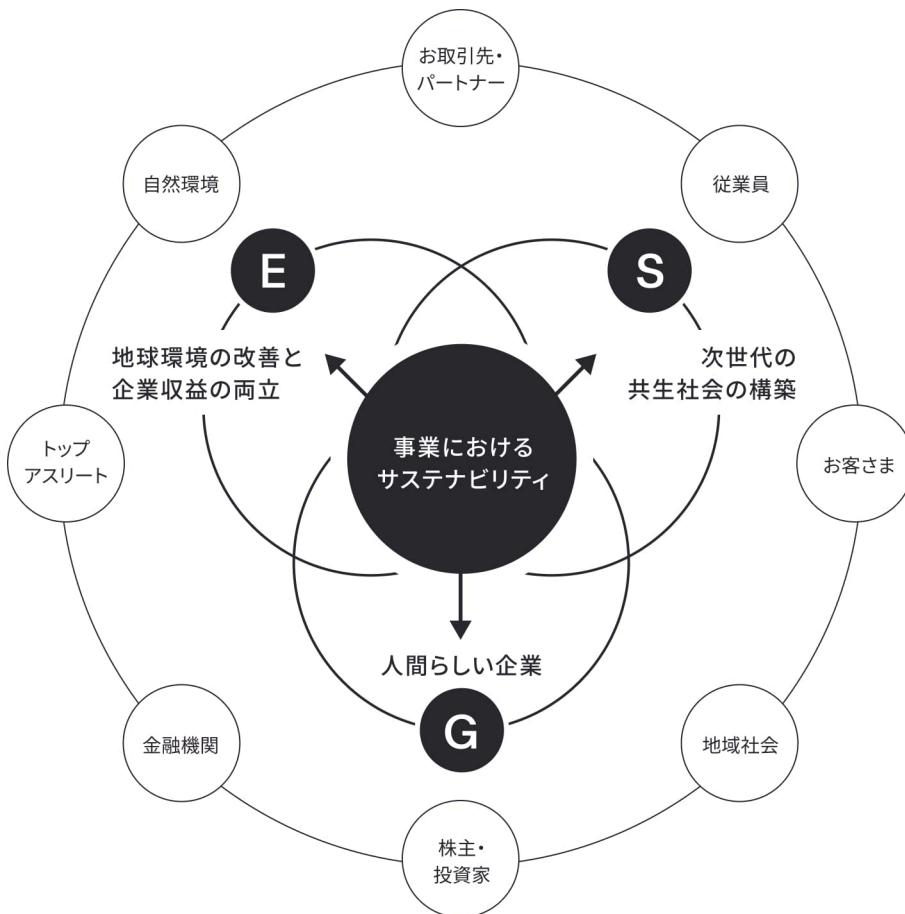 お取引先・
パートナー
自然環境
従業員
E
S
地球環境の改善と
企業収益の両立
次世代の
共生社会の構築
トップ
アスリート
事業における
サステナビリティ
お客さま
人間らしい企業
G
金融機関
地域社会
株主・
投資家